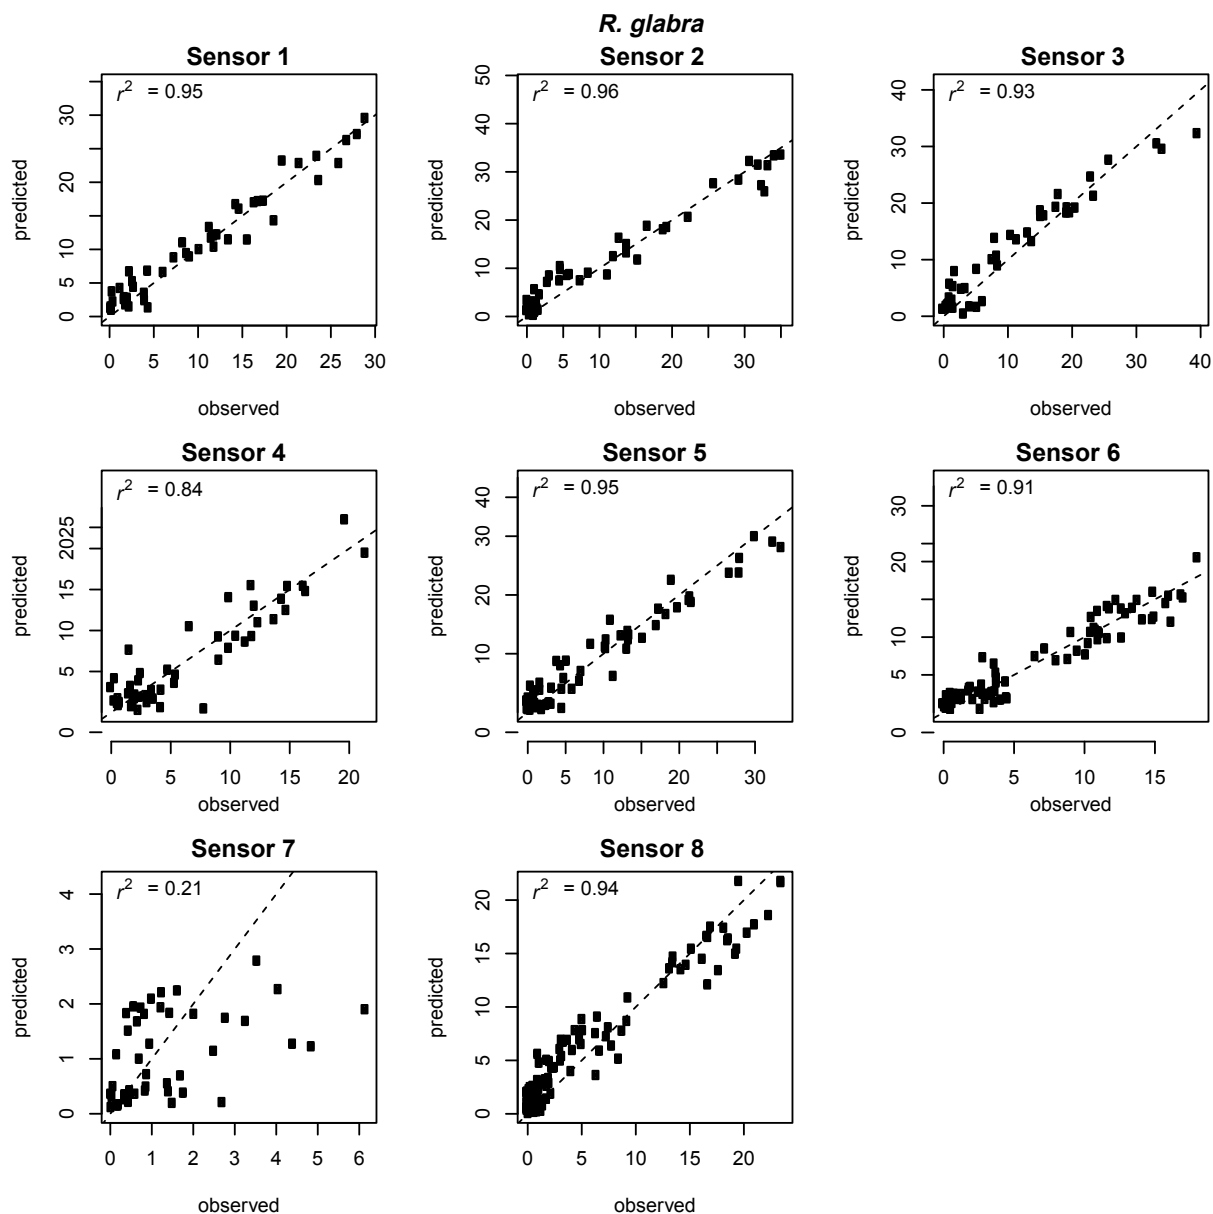 R. glabra
Sensor 1
r² = 0.95
predicted
0 5 10 20 30
0 5 10 15 20 25 30
observed
Sensor 2
r² = 0.96
predicted
0 10 20 30 40 50
0 5 10 20 30
observed
Sensor 3
r² = 0.93
predicted
0 10 20 30 40
0 10 20 30 40
observed
Sensor 4
r² = 0.84
predicted
0 5 10 15 2025
0 5 10 15 20
observed
Sensor 5
r² = 0.95
predicted
0 10 20 30 40
0 5 10 20 30
observed
Sensor 6
r² = 0.91
predicted
0 5 10 20 30
0 5 10 15
observed
Sensor 7
r² = 0.21
predicted
0 1 2 3 4
0 1 2 3 4 5 6
observed
Sensor 8
r² = 0.94
predicted
0 5 10 15 20
0 5 10 15 20
observed